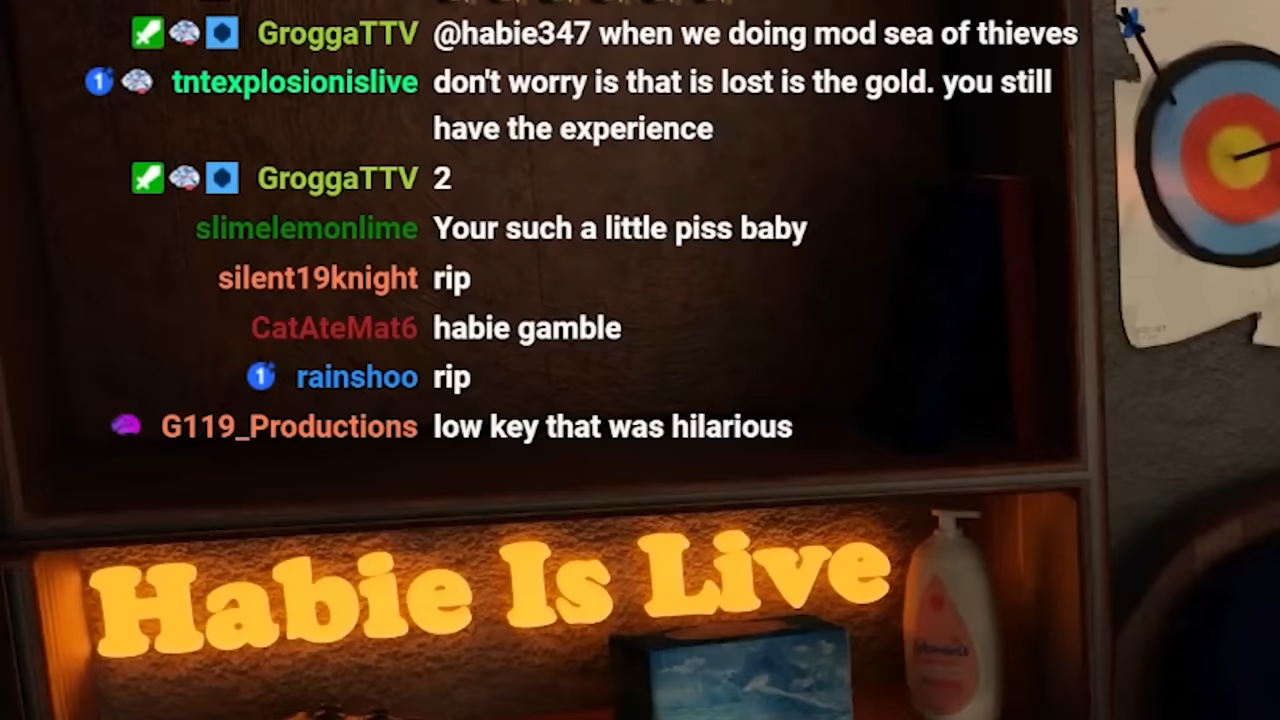 GroggaTTV @habie347 when we doing mod sea of thieves
tntexplosionislive don't worry is that is lost is the gold. you still
have the experience
GroggaTTV 2
slimelemonlime Your such a little piss baby
silent19knight rip
CatAteMat6 habie gamble
1 rainshoo rip
G119_Productions low key that was hilarious
Habie Is Live
Johnson's